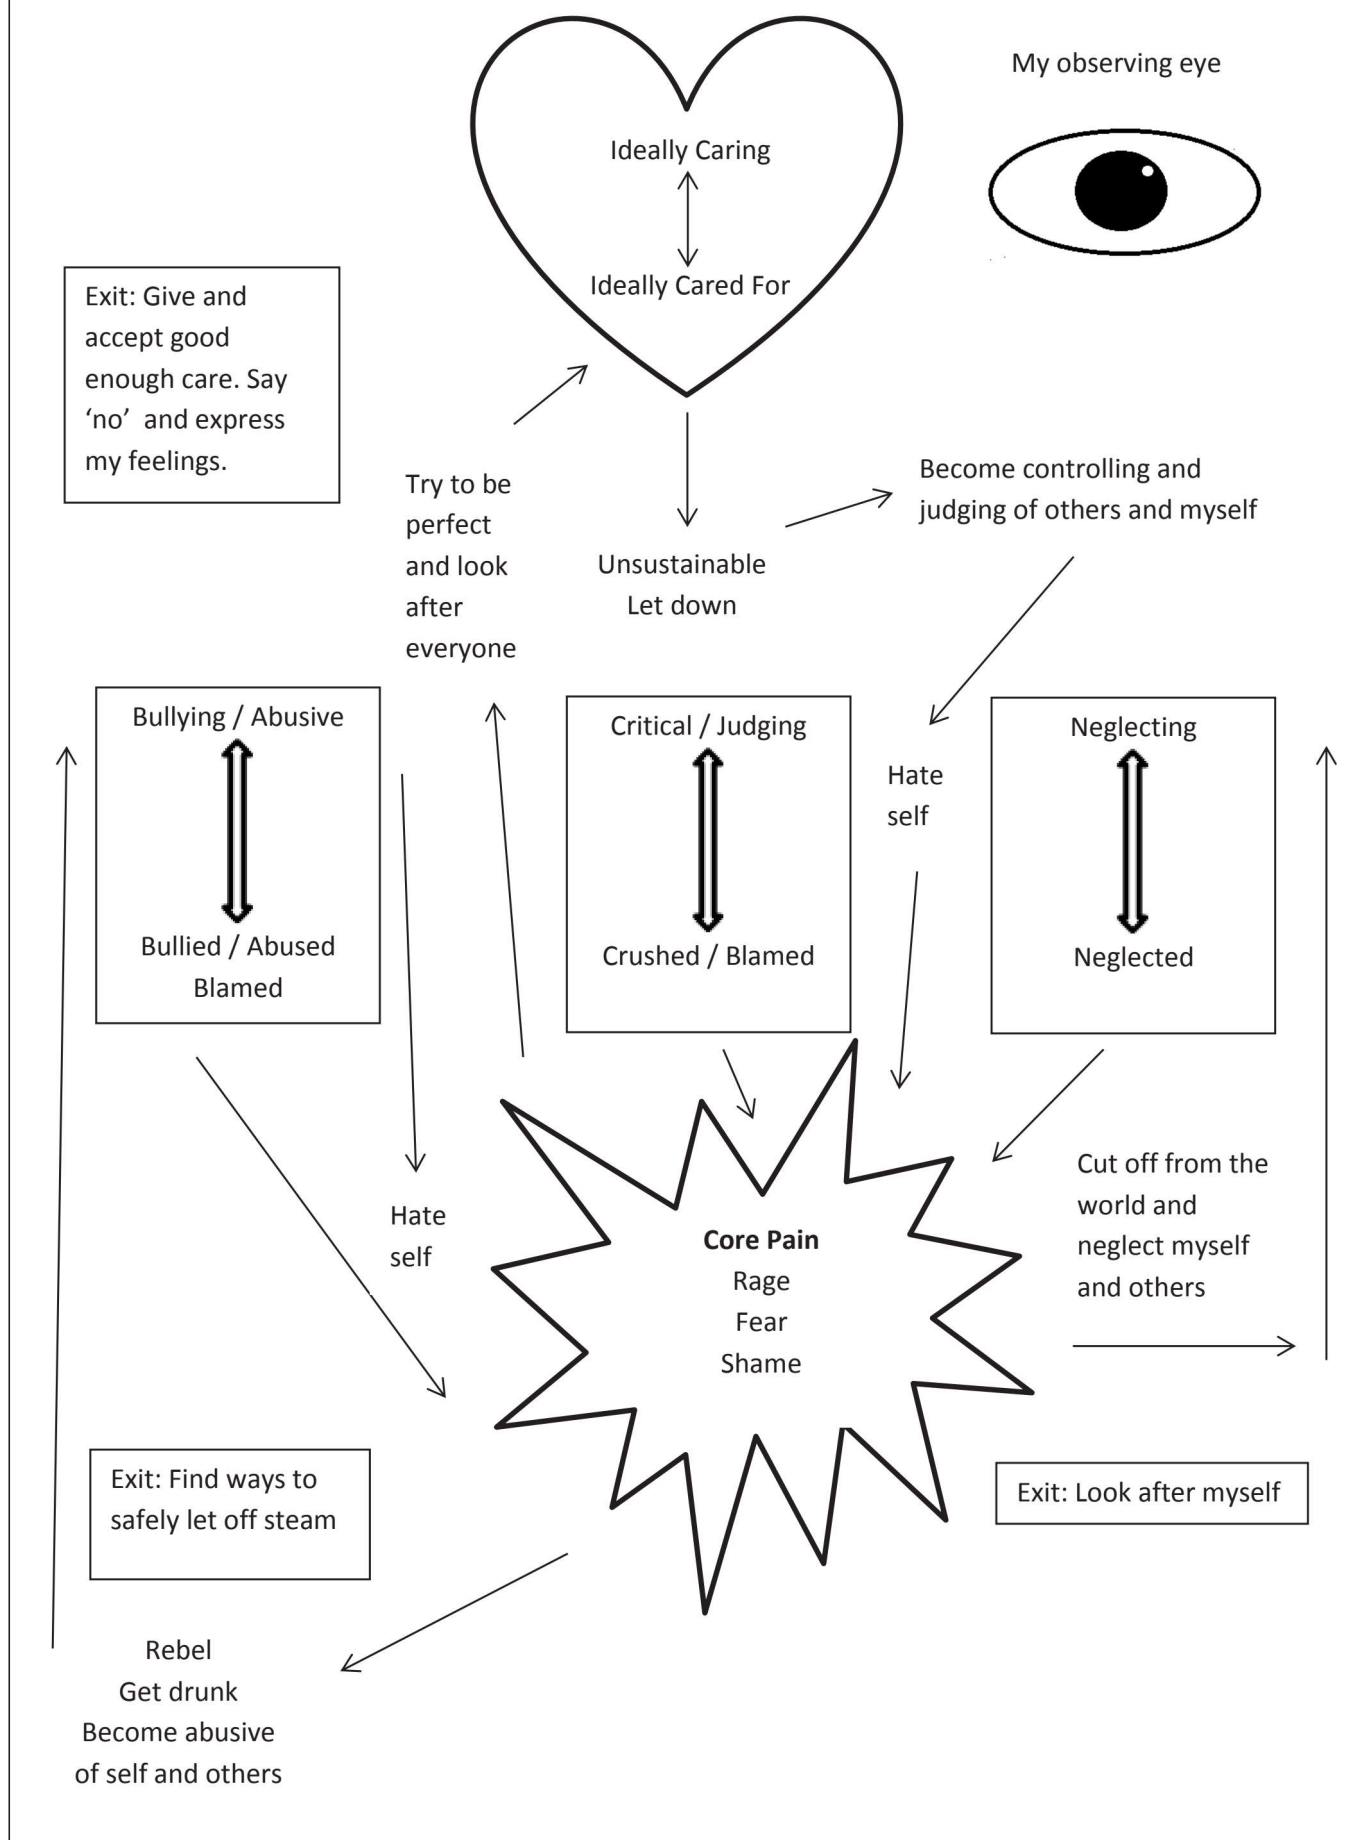 My observing eye
Ideally Caring
Ideally Cared For
Exit: Give and
accept good
enough care. Say
‘no’ and express
my feelings.
Try to be
perfect
and look
after
everyone
Unsustainable
Let down
Become controlling and
judging of others and myself
Bullying / Abusive
Bullied / Abused
Blamed
Critical / Judging
Crushed / Blamed
Hate
self
Neglecting
Neglected
Hate
self
Core Pain
Rage
Fear
Shame
Cut off from the
world and
neglect myself
and others
Exit: Find ways to
safely let off steam
Exit: Look after myself
Rebel
Get drunk
Become abusive
of self and others